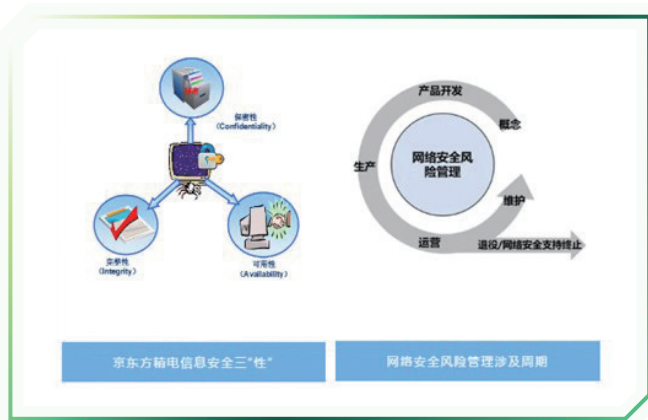 保密性
(Confidentiality)
完整性
(Integrity)
可用性
(Availability)
产品开发
概念
网络安全风
险管理
生产
维护
运营
退役/网络安全支持终止
京东方精电信息安全三“性”
网络安全风险管理涉及周期